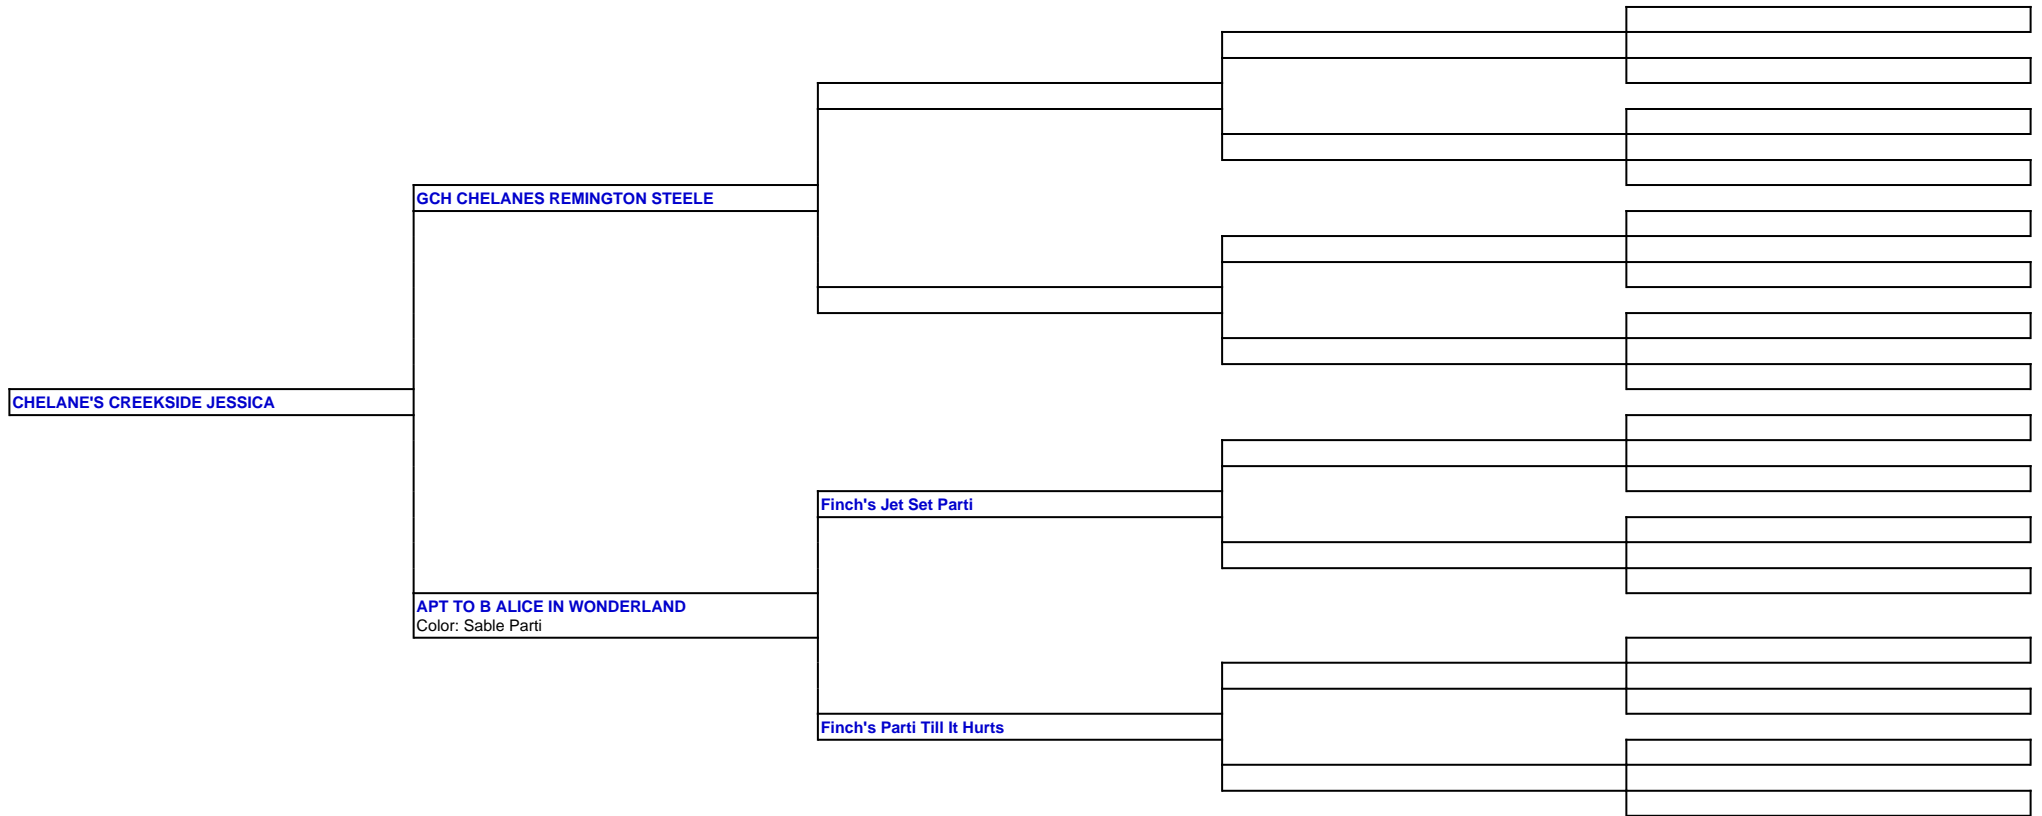 GCH CHELANES REMINGTON STEELE
CHELANE'S CREEKSIDE JESSICA
Finch's Jet Set Parti
APT TO B ALICE IN WONDERLAND
Color: Sable Parti
Finch's Parti Till It Hurts